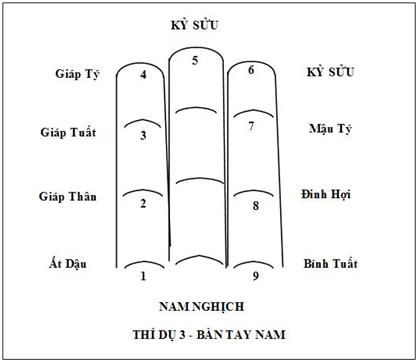 KỶ SỬU
Giáp Tý 4 5 6 KỶ SỬU
Giáp Tuất 3 7 Mậu Tý
Giáp Thân 2 8 Đinh Hợi
Ất Dậu 1 9 Bính Tuất
NAM NGHỊCH
THÍ DỤ 3 - BÀN TAY NAM